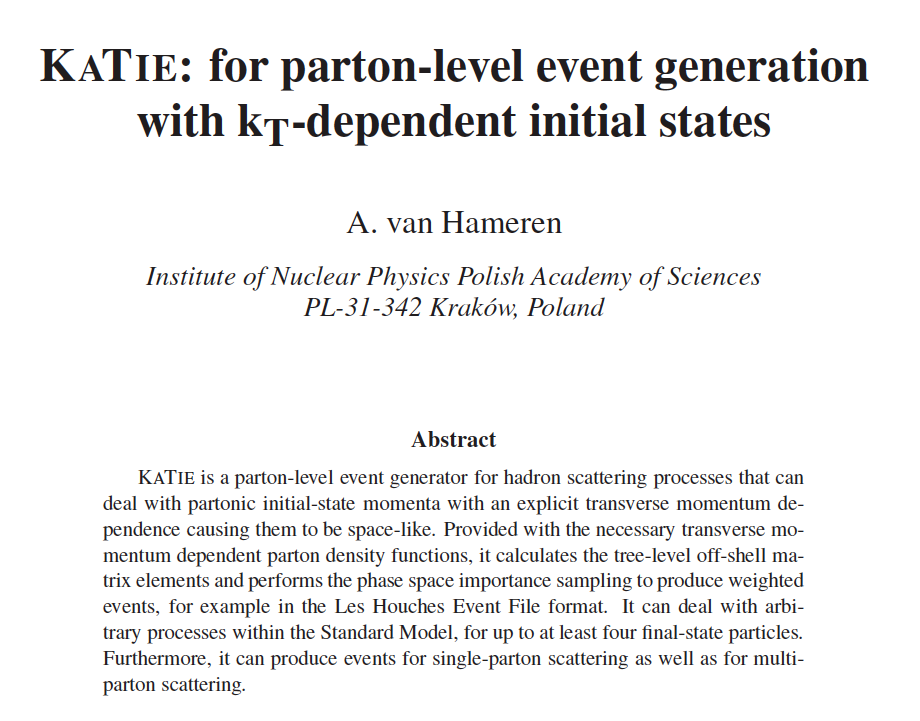 KATIE: for parton-level event generation
with kT-dependent initial states
A. van Hameren
Institute of Nuclear Physics Polish Academy of Sciences
PL-31-342 Kraków, Poland
Abstract
KATIE is a parton-level event generator for hadron scattering processes that can
deal with partonic initial-state momenta with an explicit transverse momentum de-
pendence causing them to be space-like. Provided with the necessary transverse mo-
mentum dependent parton density functions, it calculates the tree-level off-shell ma-
trix elements and performs the phase space importance sampling to produce weighted
events, for example in the Les Houches Event File format. It can deal with arbi-
trary processes within the Standard Model, for up to at least four final-state particles.
Furthermore, it can produce events for single-parton scattering as well as for multi-
parton scattering.